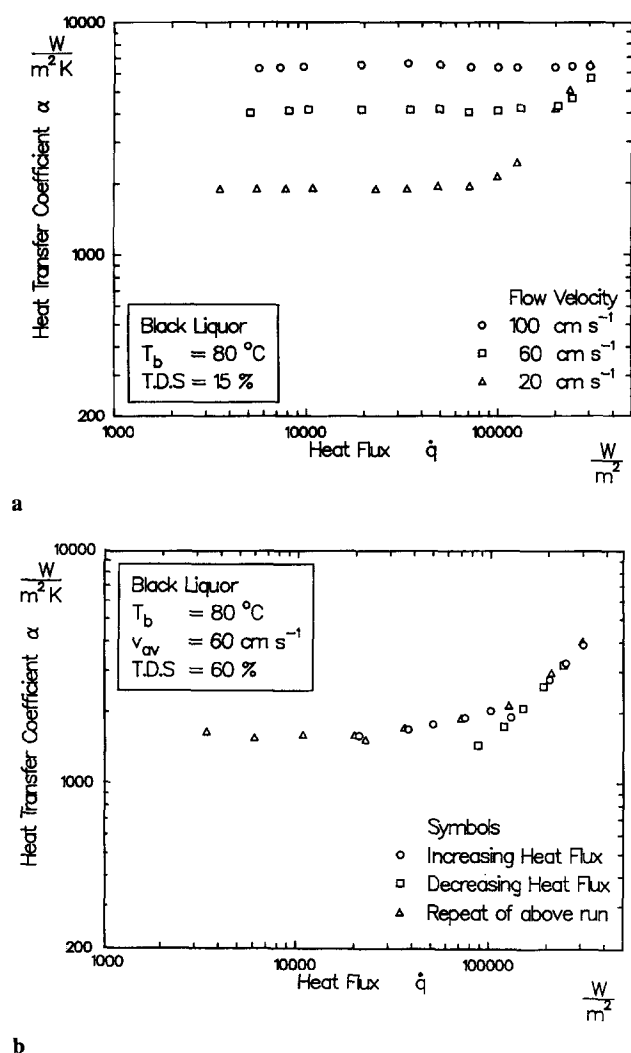 10000
W
m²K
Heat Transfer Coefficient α
1000
200
Black Liquor
T_b = 80 °C
T.D.S = 15 %
Flow Velocity
○ 100 cm s⁻¹
□ 60 cm s⁻¹
△ 20 cm s⁻¹
1000 10000 100000
Heat Flux q̇
W
m²
a
10000
W
m²K
Heat Transfer Coefficient α
1000
200
Black Liquor
T_b = 80 °C
v_av = 60 cm s⁻¹
T.D.S = 60 %
Symbols
○ Increasing Heat Flux
□ Decreasing Heat Flux
△ Repeat of above run
1000 10000 100000
Heat Flux q̇
W
m²
b